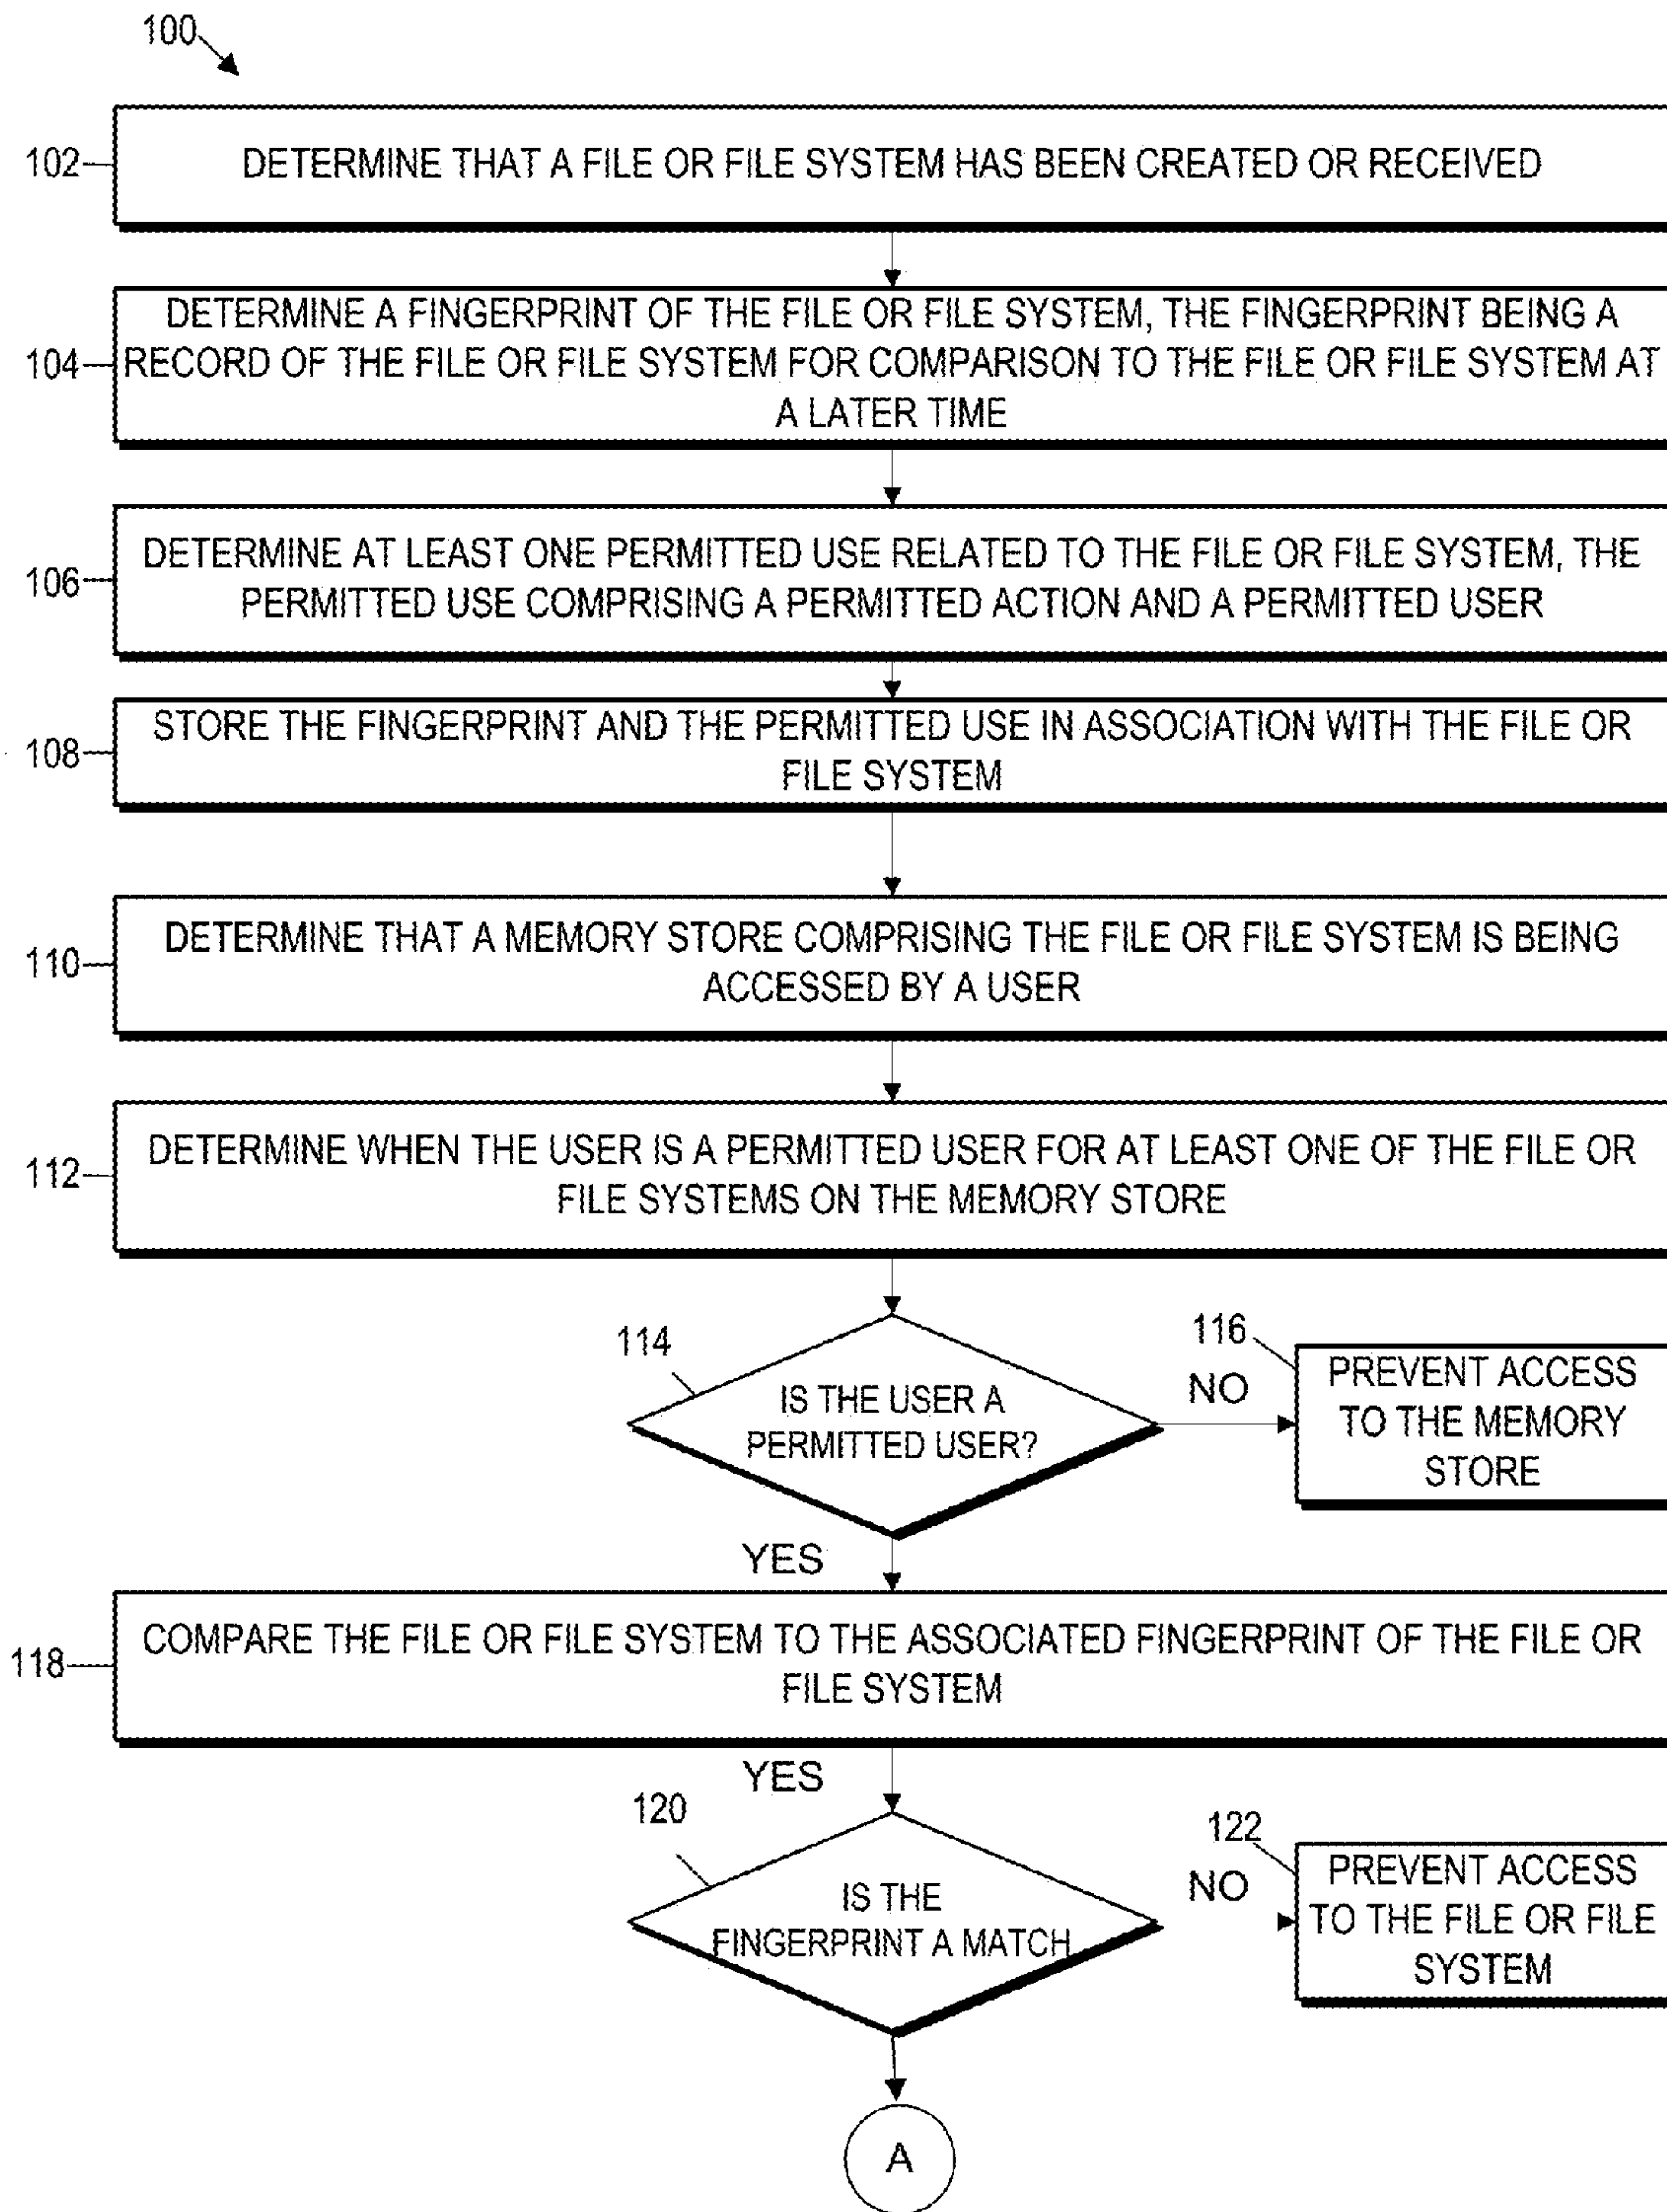 100
102
DETERMINE THAT A FILE OR FILE SYSTEM HAS BEEN CREATED OR RECEIVED
104
DETERMINE A FINGERPRINT OF THE FILE OR FILE SYSTEM, THE FINGERPRINT BEING A
RECORD OF THE FILE OR FILE SYSTEM FOR COMPARISON TO THE FILE OR FILE SYSTEM AT
A LATER TIME
106
DETERMINE AT LEAST ONE PERMITTED USE RELATED TO THE FILE OR FILE SYSTEM, THE
PERMITTED USE COMPRISING A PERMITTED ACTION AND A PERMITTED USER
108
STORE THE FINGERPRINT AND THE PERMITTED USE IN ASSOCIATION WITH THE FILE OR
FILE SYSTEM
110
DETERMINE THAT A MEMORY STORE COMPRISING THE FILE OR FILE SYSTEM IS BEING
ACCESSED BY A USER
112
DETERMINE WHEN THE USER IS A PERMITTED USER FOR AT LEAST ONE OF THE FILE OR
FILE SYSTEMS ON THE MEMORY STORE
114
IS THE USER A
PERMITTED USER?
NO
116
PREVENT ACCESS
TO THE MEMORY
STORE
YES
118
COMPARE THE FILE OR FILE SYSTEM TO THE ASSOCIATED FINGERPRINT OF THE FILE OR
FILE SYSTEM
YES
120
IS THE
FINGERPRINT A MATCH
NO
122
PREVENT ACCESS
TO THE FILE OR FILE
SYSTEM
A